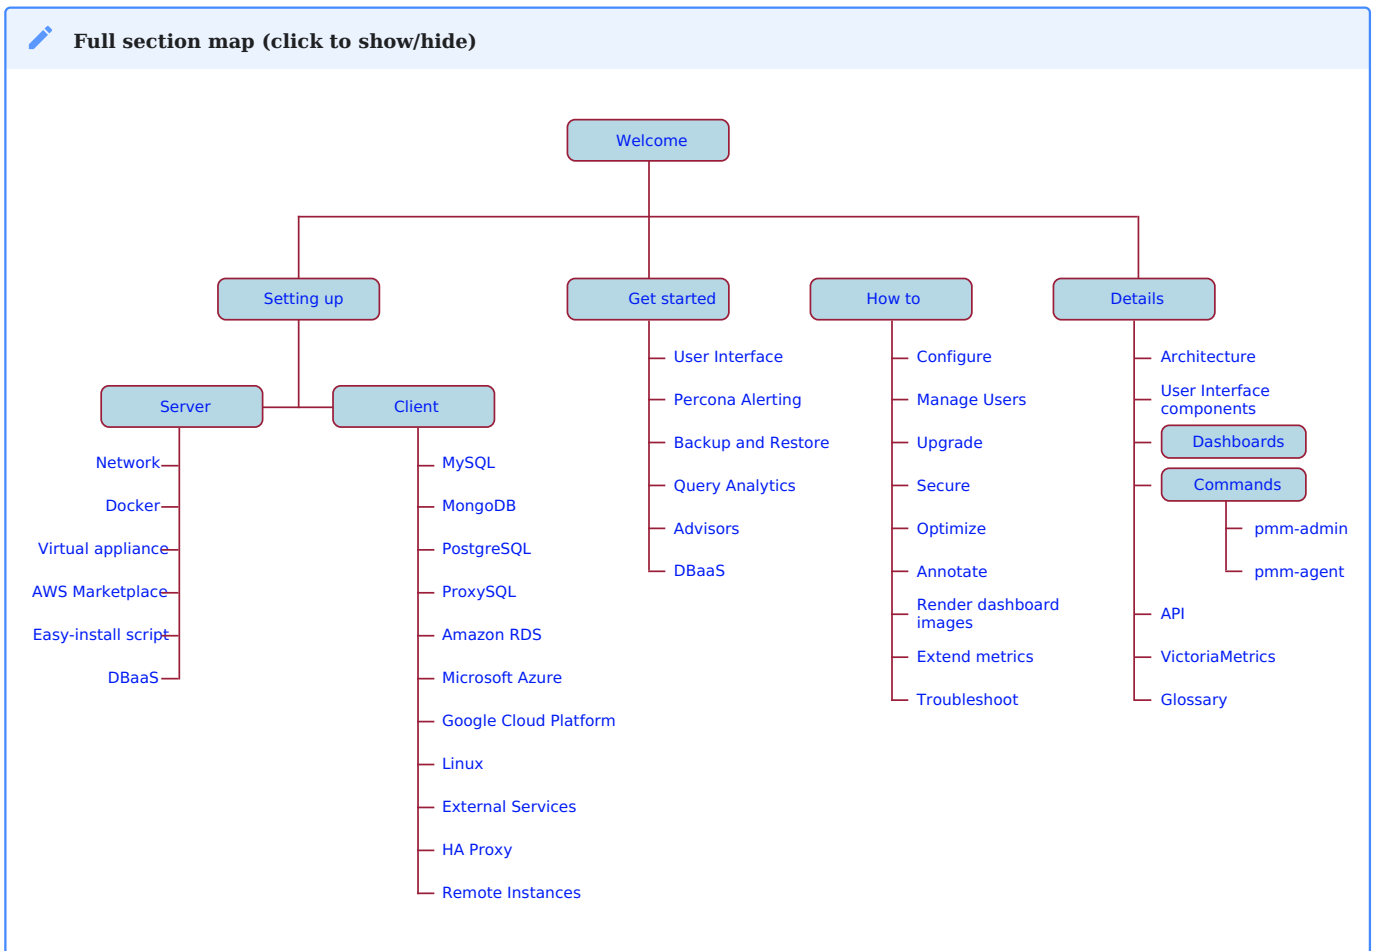 Full section map (click to show/hide)
Welcome
Setting up
Get started
How to
Details
Server
Client
Network
Docker
Virtual appliance
AWS Marketplace
Easy-install script
DBaaS
MySQL
MongoDB
PostgreSQL
ProxySQL
Amazon RDS
Microsoft Azure
Google Cloud Platform
Linux
External Services
HA Proxy
Remote Instances
User Interface
Percona Alerting
Backup and Restore
Query Analytics
Advisors
DBaaS
Configure
Manage Users
Upgrade
Secure
Optimize
Annotate
Render dashboard
images
Extend metrics
Troubleshoot
Architecture
User Interface
components
Dashboards
Commands
pmm-admin
pmm-agent
API
VictoriaMetrics
Glossary